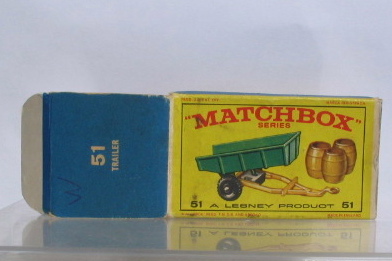 51
TRAILER
"MATCHBOX"
SERIES
51 A LESNEY PRODUCT 51